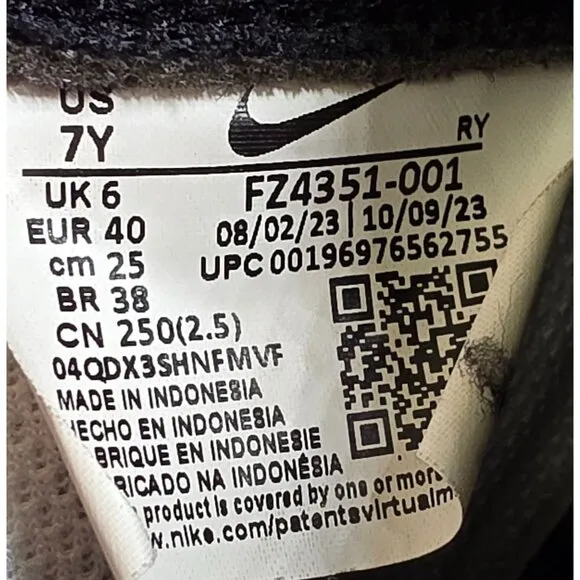 US
7Y
RY
UK 6
FZ4351-001
EUR 40
08/02/23 | 10/09/23
cm 25
UPC 00196976562755
BR 38
CN 250(2.5)
04QDX3SHNFMVF
MADE IN INDONESIA
HECHO EN INDONESIA
BRIQUE EN INDONESIE
RICADO NA INDONÉSIA
product is covered by one or more
w.nike.com/patentsvirtualm